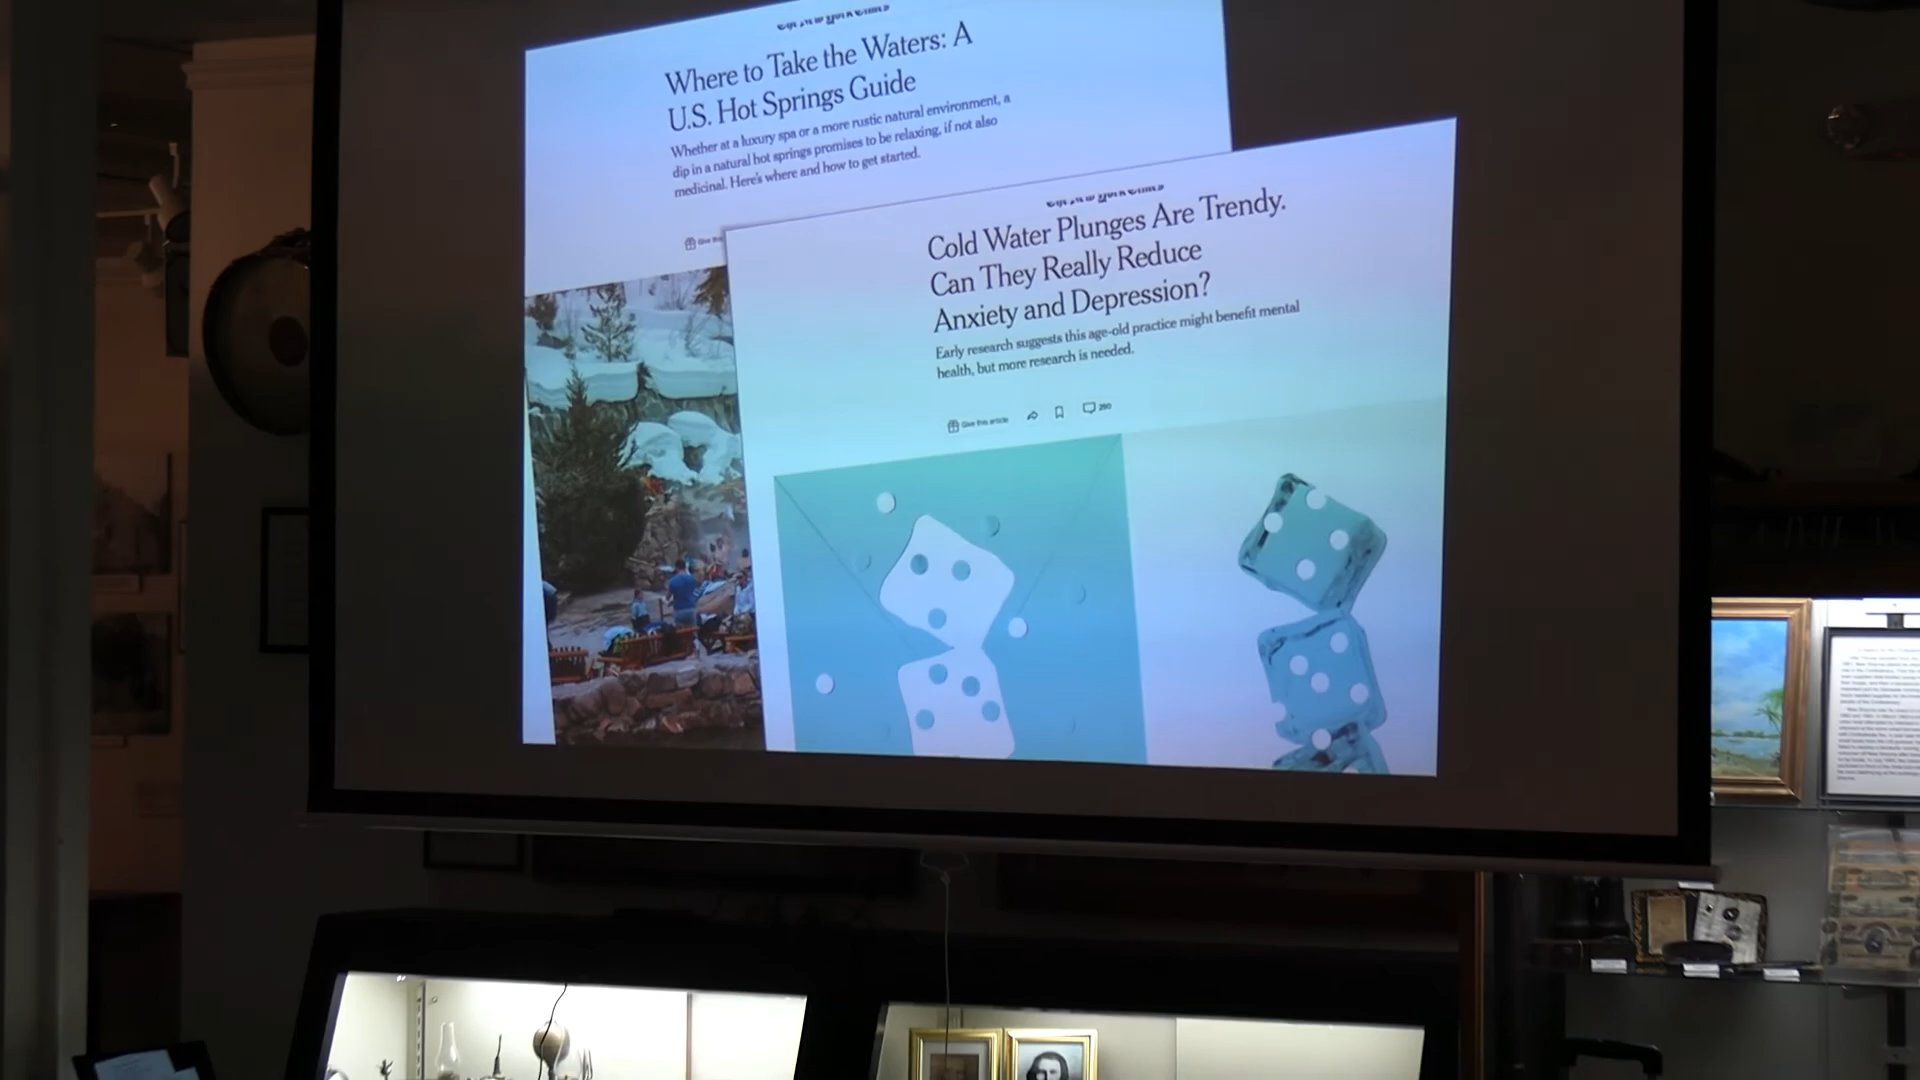 The New York Times
Where to Take the Waters: A
U.S. Hot Springs Guide
Whether at a luxury spa or a more rustic natural environment, a
dip in a natural hot springs promises to be relaxing, if not also
medicinal. Here's where and how to get started.
Give this
The New York Times
Cold Water Plunges Are Trendy.
Can They Really Reduce
Anxiety and Depression?
Early research suggests this age-old practice might benefit mental
health, but more research is needed.
Give this article
290